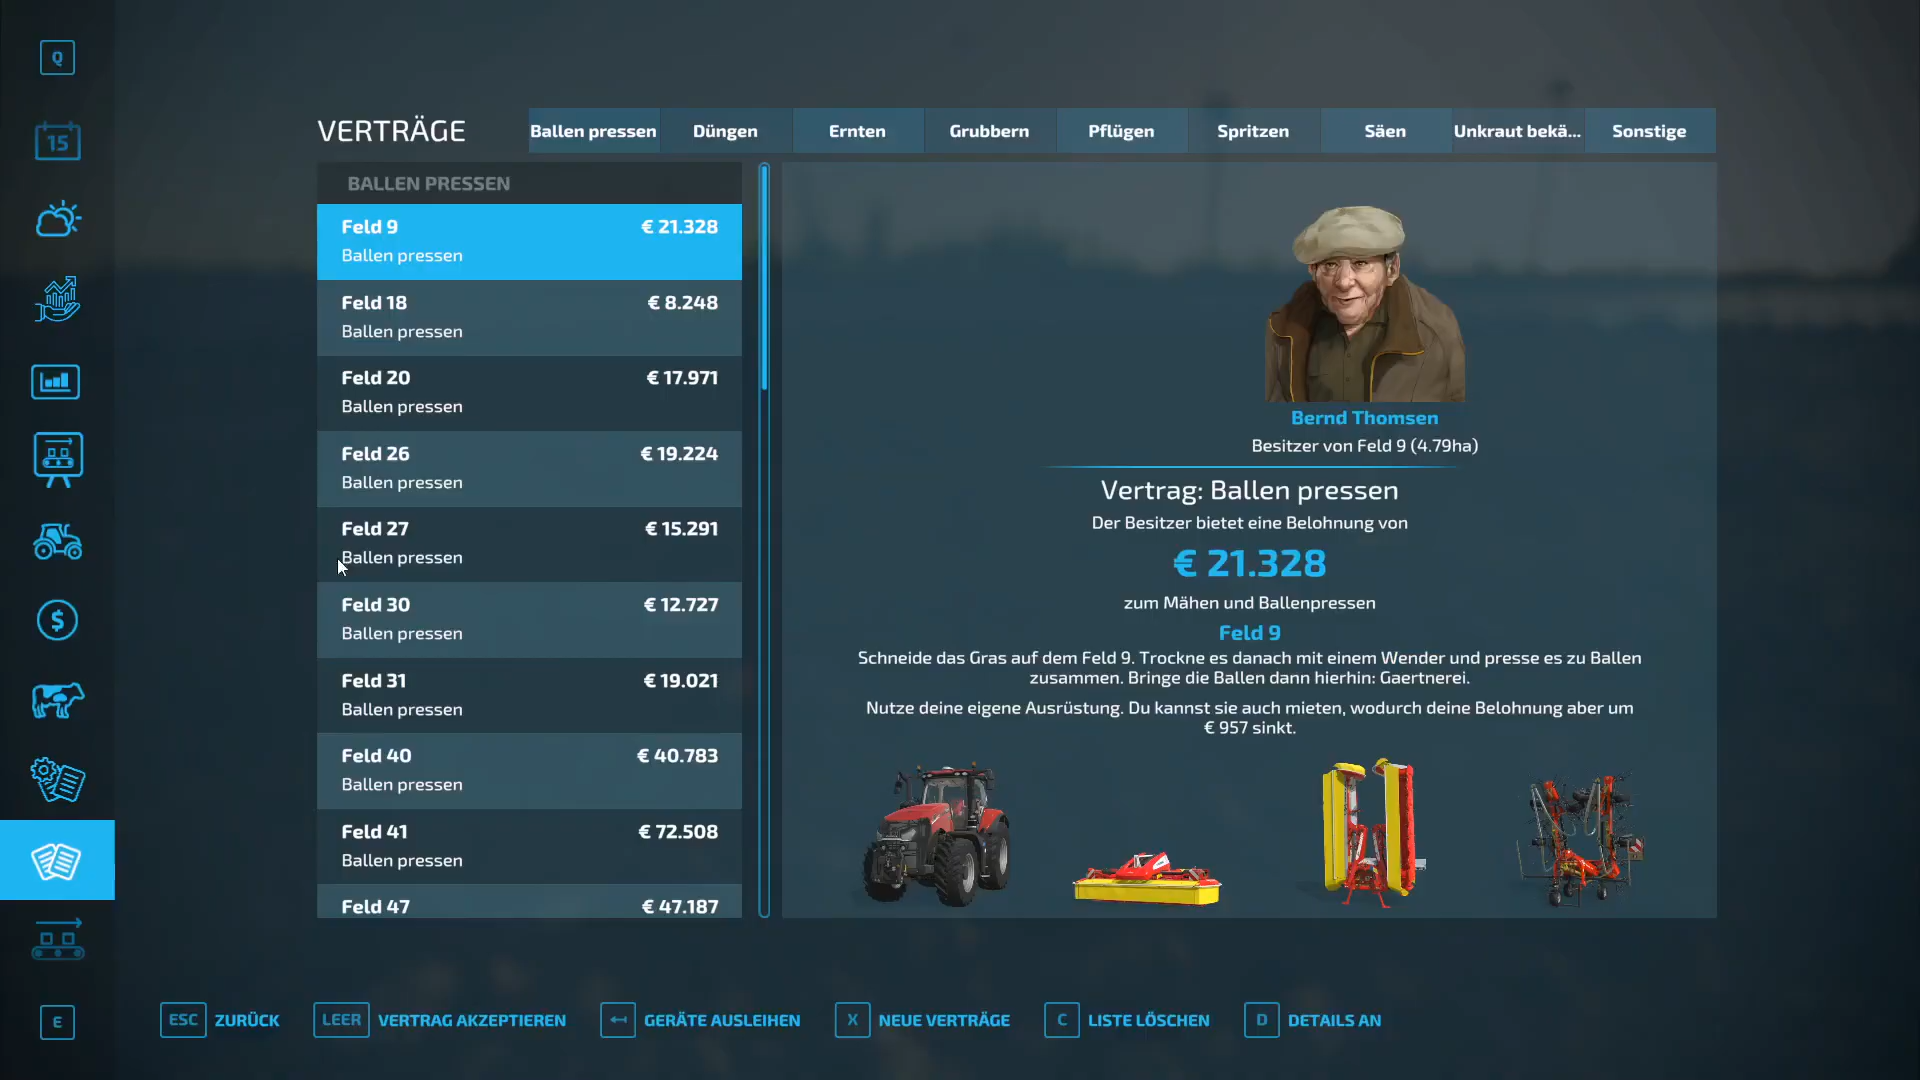 Q
15
VERTRÄGE
Ballen pressen
Düngen
Ernten
Grubbern
Pflügen
Spritzen
Säen
Unkraut bekä...
Sonstige
BALLEN PRESSEN
Feld 9 € 21.328
Ballen pressen
Feld 18 € 8.248
Ballen pressen
Feld 20 € 17.971
Ballen pressen
Feld 26 € 19.224
Ballen pressen
Feld 27 € 15.291
Ballen pressen
Feld 30 € 12.727
Ballen pressen
Feld 31 € 19.021
Ballen pressen
Feld 40 € 40.783
Ballen pressen
Feld 41 € 72.508
Ballen pressen
Feld 47 € 47.187
Bernd Thomsen
Besitzer von Feld 9 (4.79ha)
Vertrag: Ballen pressen
Der Besitzer bietet eine Belohnung von
€ 21.328
zum Mähen und Ballenpressen
Feld 9
Schneide das Gras auf dem Feld 9. Trockne es danach mit einem Wender und presse es zu Ballen
zusammen. Bringe die Ballen dann hierhin: Gaertnerei.
Nutze deine eigene Ausrüstung. Du kannst sie auch mieten, wodurch deine Belohnung aber um
€ 957 sinkt.
$
E
ESC ZURÜCK
LEER VERTRAG AKZEPTIEREN
GERÄTE AUSLEIHEN
X NEUE VERTRÄGE
C LISTE LÖSCHEN
D DETAILS AN